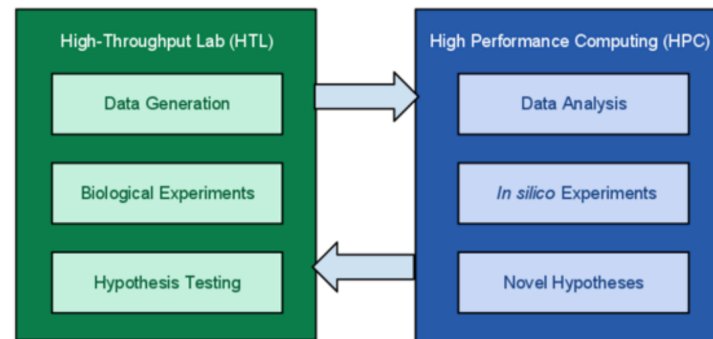 High-Throughput Lab (HTL)
Data Generation
Biological Experiments
Hypothesis Testing
High Performance Computing (HPC)
Data Analysis
In silico Experiments
Novel Hypotheses